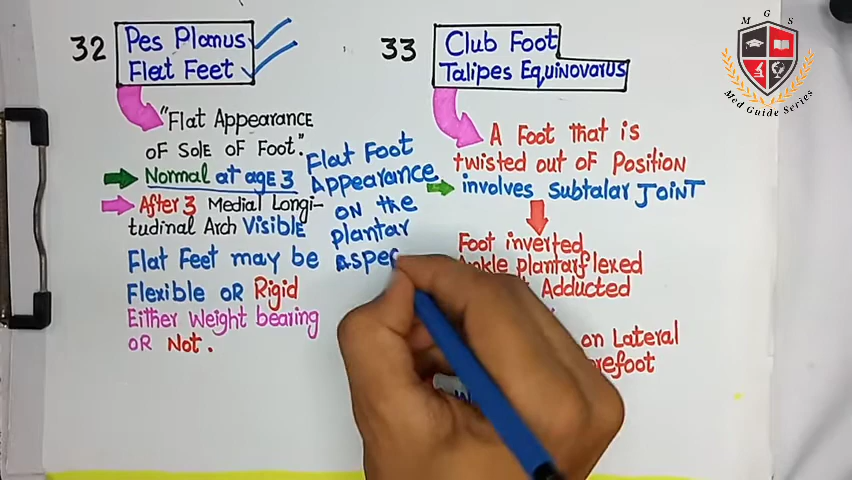 32
Pes Planus
Flat Feet
"Flat Appearance
of Sole of Foot".
Normal at age 3
After 3 Medial Longi-
tudinal Arch Visible
Flat Feet may be
Flexible OR Rigid
Either Weight bearing
OR Not.
Flat Foot
Appearance
on the
plantar
aspec
33
Club Foot
Talipes Equinovarus
A Foot that is
twisted out of Position
involves Subtalar Joint
Foot inverted
plantarflexed
Adducted
on Lateral
MGS
Med Guide Series